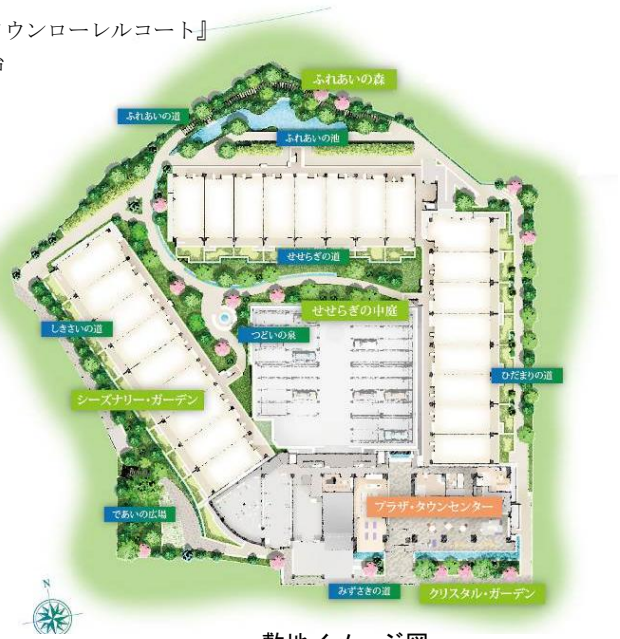 ウンローレルコート』
ふれあいの森
ふれあいの道
ふれあいの池
せせらぎの道
せせらぎの中庭
しきさいの道
つどいの泉
ひだまりの道
シーズナリー・ガーデン
プラザ・タウンセンター
であいの広場
みずさきの道
クリスタル・ガーデン
N
敷地イメージ図